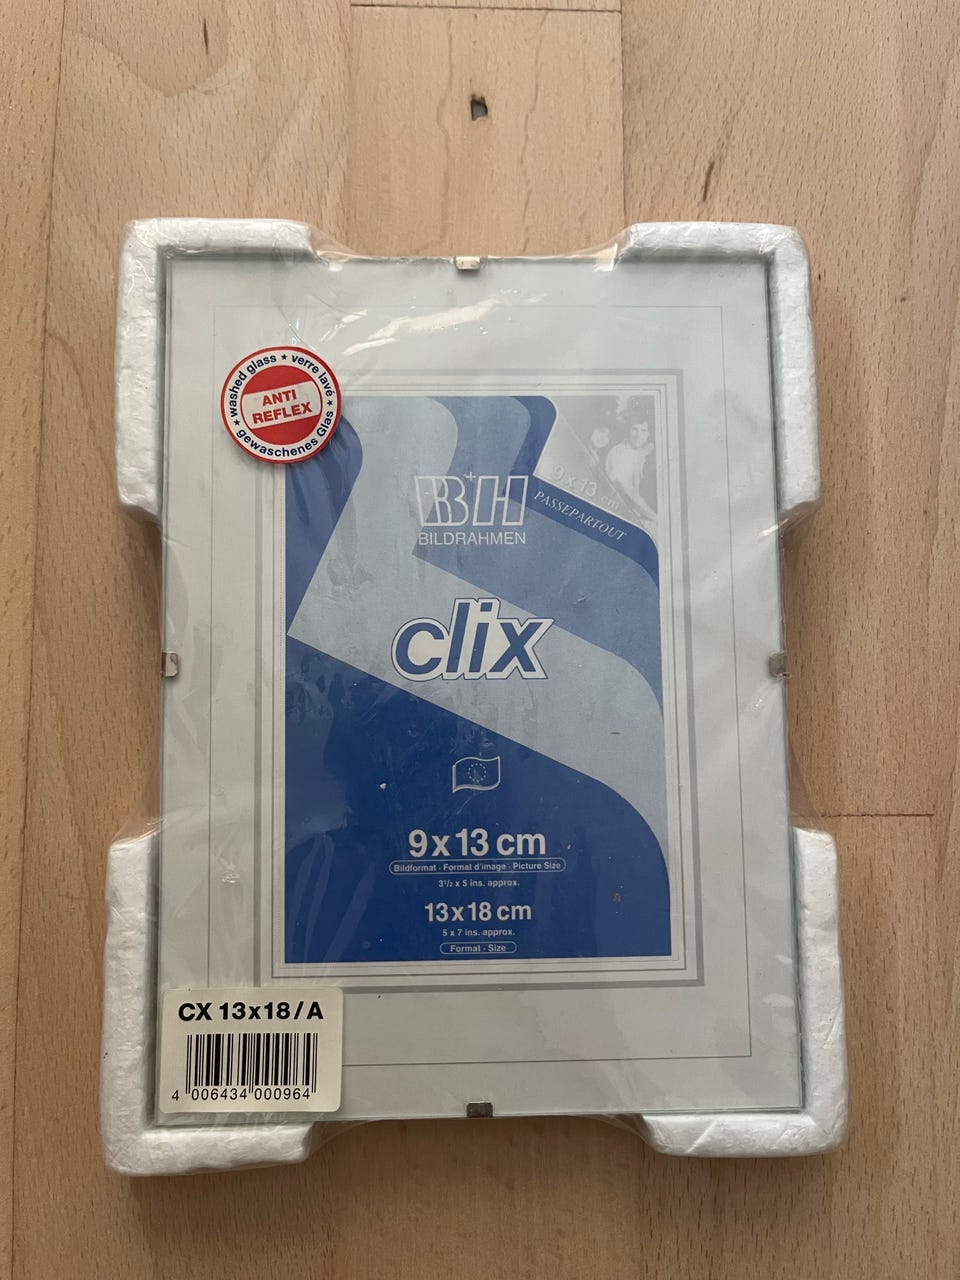 washed glass ★ verre lavé ★ gewaschenes Glas ★
ANTI
REFLEX
9 x 13 cm
PASSEPARTOUT
B+H
BILDRAHMEN
clix
9 x 13 cm
Bildformat · Format d'image · Picture Size
3 1/2 x 5 ins. approx.
13 x 18 cm
5 x 7 ins. approx.
Format · Size
CX 13x18/A
4 006434 000964